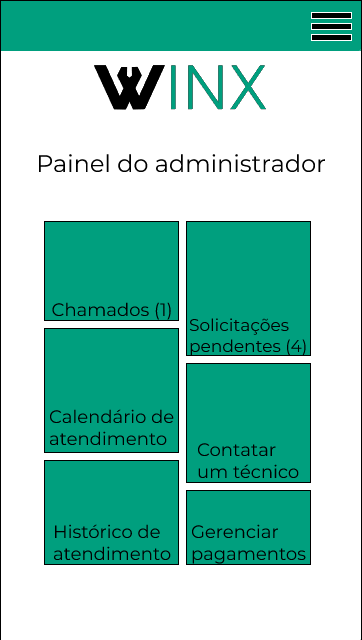 WINX
Painel do administrador
Chamados (1)
Solicitações
pendentes (4)
Calendário de
atendimento
Contatar
um técnico
Histórico de
atendimento
Gerenciar
pagamentos